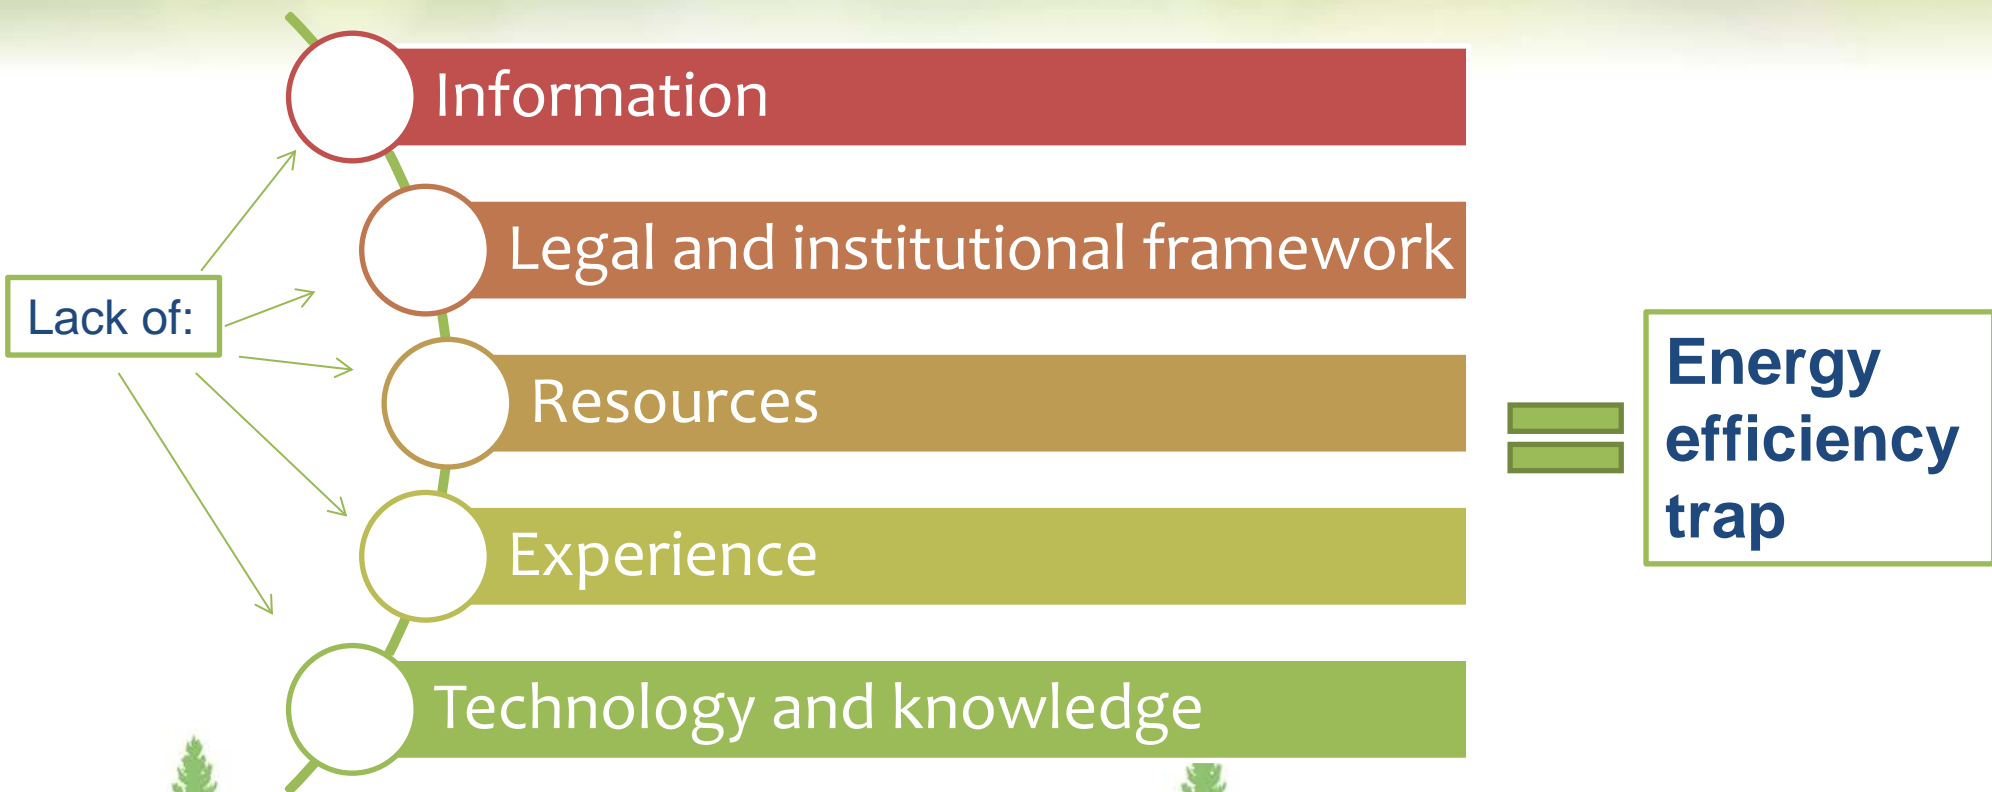 Information
Legal and institutional framework
Lack of:
Resources
Experience
Technology and knowledge
Energy
efficiency
trap